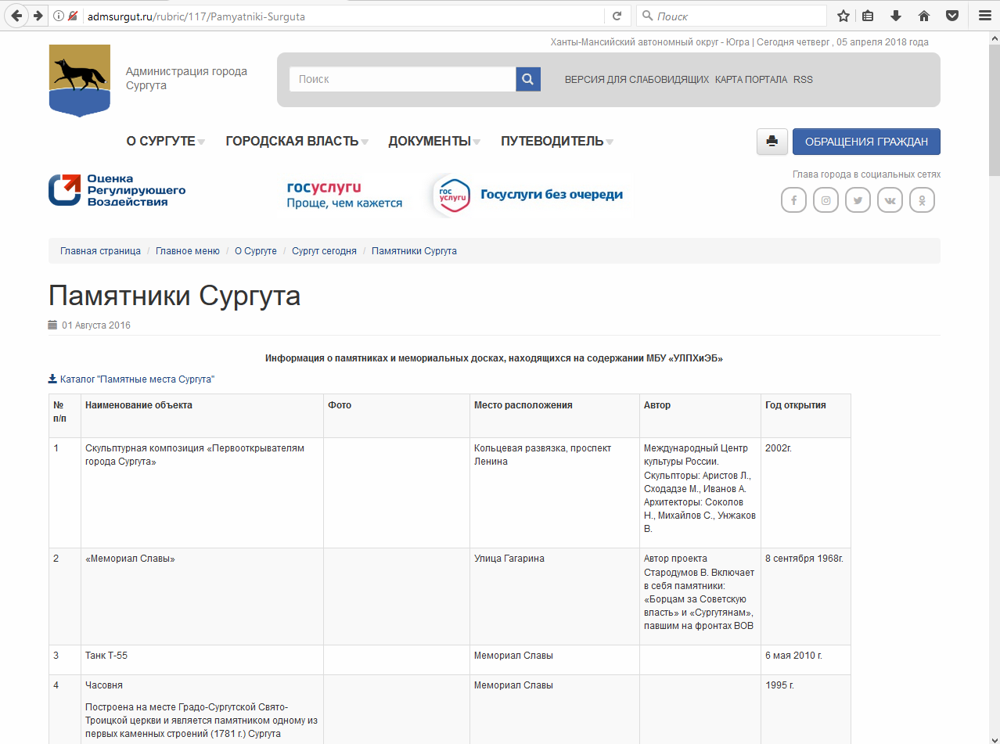 admsurgut.ru/rubric/117/Pamyatniki-Surguta
Поиск
Ханты-Мансийский автономный округ - Югра | Сегодня четверг , 05 апреля 2018 года
Администрация города
Сургута
Поиск
ВЕРСИЯ ДЛЯ СЛАБОВИДЯЩИХ КАРТА ПОРТАЛА RSS
О СУРГУТЕ ГОРОДСКАЯ ВЛАСТЬ ДОКУМЕНТЫ ПУТЕВОДИТЕЛЬ
ОБРАЩЕНИЯ ГРАЖДАН
Оценка
Регулирующего
Воздействия
госуслуги
Проще, чем кажется
гос
услуги
Госуслуги без очереди
Глава города в социальных сетях
Главная страница / Главное меню / О Сургуте / Сургут сегодня / Памятники Сургута
Памятники Сургута
01 Августа 2016
Информация о памятниках и мемориальных досках, находящихся на содержании МБУ «УЛПХиЭБ»
Каталог "Памятные места Сургута"
№
п/п
Наименование объекта
Фото
Место расположения
Автор
Год открытия
1
Скульптурная композиция «Первооткрывателям
города Сургута»
Кольцевая развязка, проспект
Ленина
Международный Центр
культуры России.
Скульпторы: Аристов Л.,
Сходадзе М., Иванов А.
Архитекторы: Соколов
Н., Михайлов С., Унжаков
В.
2002г.
2
«Мемориал Славы»
Улица Гагарина
Автор проекта
Стародумов В. Включает
в себя памятники:
«Борцам за Советскую
власть» и «Сургутянам»,
павшим на фронтах ВОВ
8 сентября 1968г.
3
Танк Т-55
Мемориал Славы
6 мая 2010 г.
4
Часовня
Построена на месте Градо-Сургутской Свято-
Троицкой церкви и является памятником одному из
первых каменных строений (1781 г.) Сургута
Мемориал Славы
1995 г.